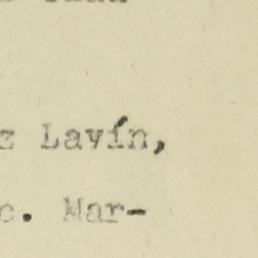 z Lavín,
c. Mar-